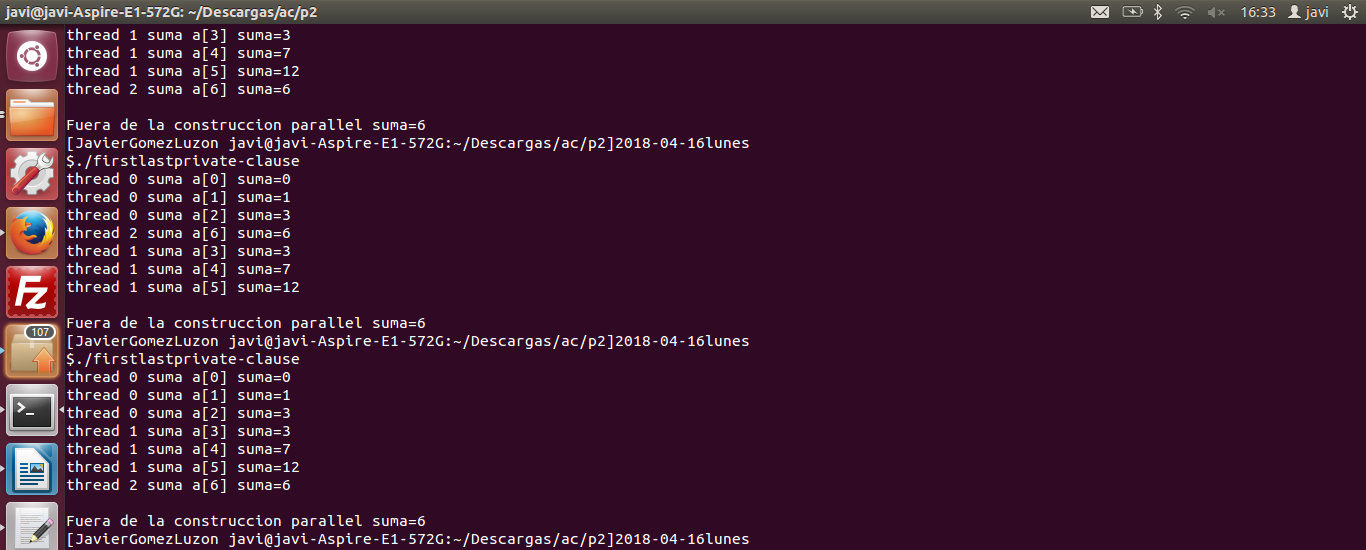 javi@javi-Aspire-E1-572G: ~/Descargas/ac/p2
16:33 javi
thread 1 suma a[3] suma=3
thread 1 suma a[4] suma=7
thread 1 suma a[5] suma=12
thread 2 suma a[6] suma=6
Fuera de la construccion parallel suma=6
[JavierGomezLuzon javi@javi-Aspire-E1-572G:~/Descargas/ac/p2]2018-04-16lunes
$./firstlastprivate-clause
thread 0 suma a[0] suma=0
thread 0 suma a[1] suma=1
thread 0 suma a[2] suma=3
thread 2 suma a[6] suma=6
thread 1 suma a[3] suma=3
thread 1 suma a[4] suma=7
thread 1 suma a[5] suma=12
Fuera de la construccion parallel suma=6
[JavierGomezLuzon javi@javi-Aspire-E1-572G:~/Descargas/ac/p2]2018-04-16lunes
$./firstlastprivate-clause
thread 0 suma a[0] suma=0
thread 0 suma a[1] suma=1
thread 0 suma a[2] suma=3
thread 1 suma a[3] suma=3
thread 1 suma a[4] suma=7
thread 1 suma a[5] suma=12
thread 2 suma a[6] suma=6
Fuera de la construccion parallel suma=6
[JavierGomezLuzon javi@javi-Aspire-E1-572G:~/Descargas/ac/p2]2018-04-16lunes
Fz
107
>_